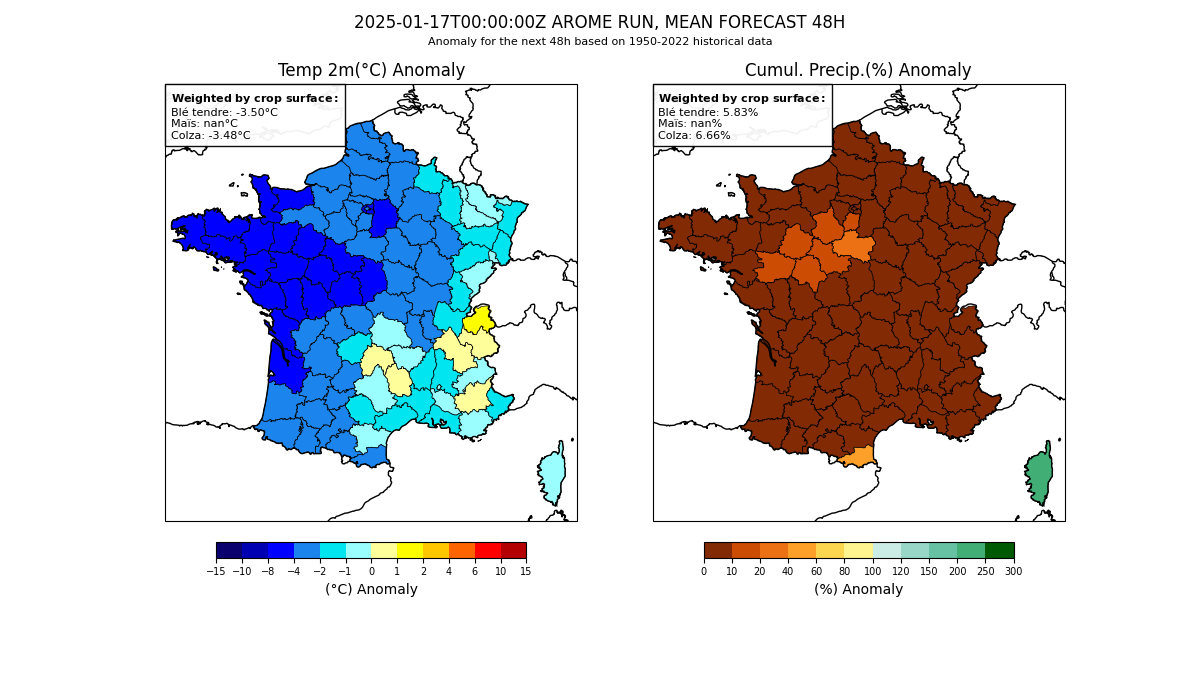 2025-01-17T00:00:00Z AROME RUN, MEAN FORECAST 48H
Anomaly for the next 48h based on 1950-2022 historical data
Temp 2m(°C) Anomaly
Weighted by crop surface:
Blé tendre: -3.50°C
Maïs: nan°C
Colza: -3.48°C
−15 −10 −8 −4 −2 −1 0 1 2 4 6 10 15
(°C) Anomaly
Cumul. Precip.(%) Anomaly
Weighted by crop surface:
Blé tendre: 5.83%
Maïs: nan%
Colza: 6.66%
0 10 20 40 60 80 100 120 150 200 250 300
(%) Anomaly